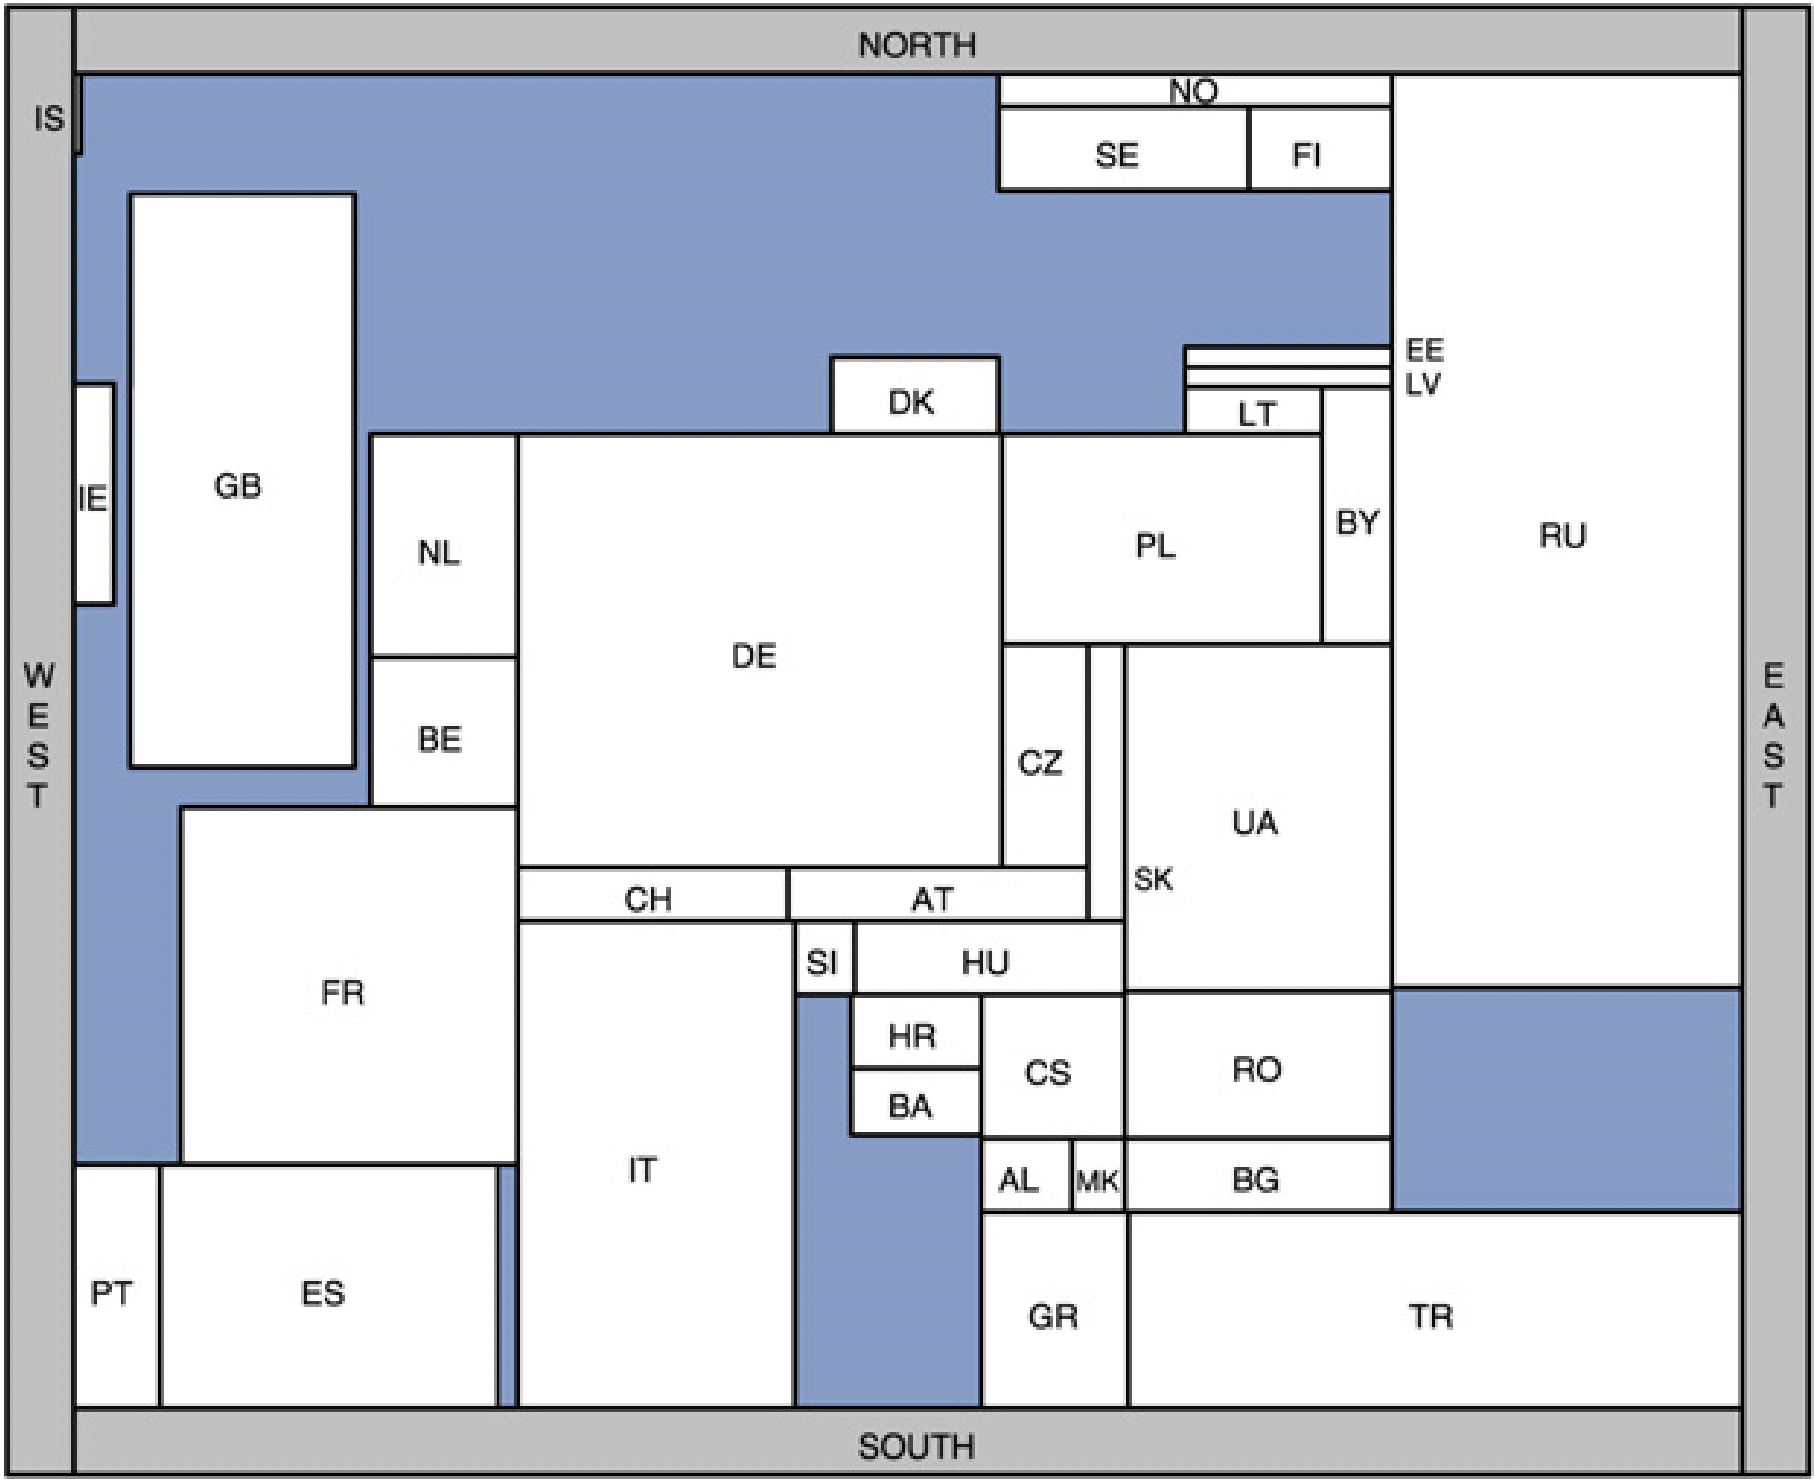 NORTH
IS
NO
SE
FI
EE
LV
DK
LT
IE
GB
NL
DE
PL
BY
RU
WEST
EAST
BE
CZ
UA
SK
CH
AT
FR
SI
HU
HR
CS
RO
BA
IT
AL
MK
BG
PT
ES
GR
TR
SOUTH